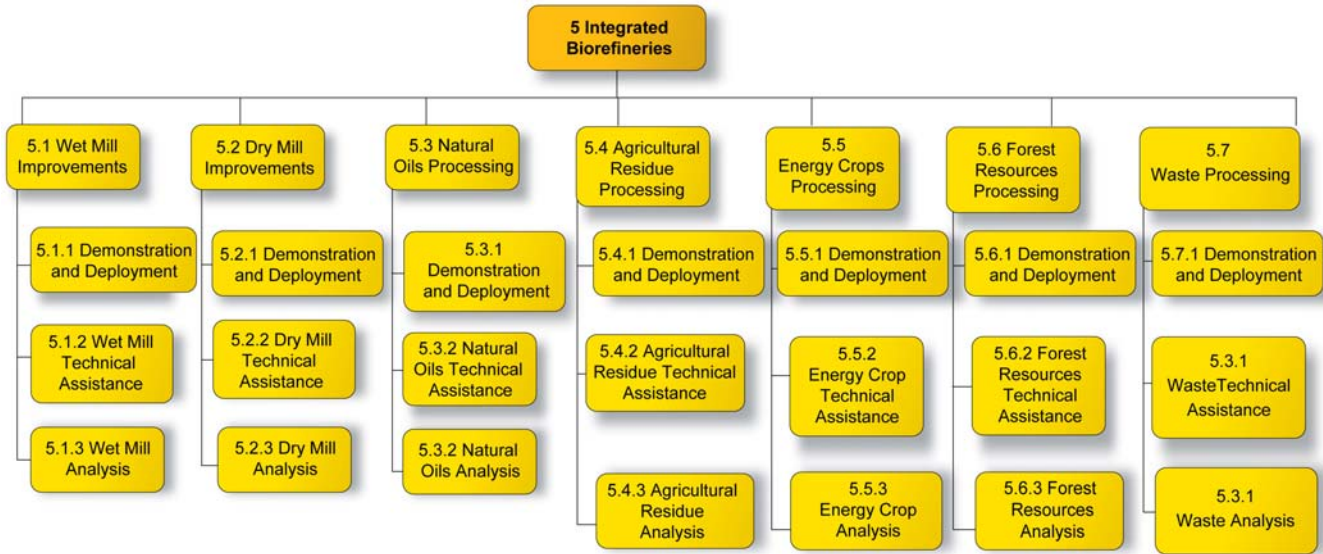 5 Integrated
Biorefineries
5.1 Wet Mill
Improvements
5.2 Dry Mill
Improvements
5.3 Natural
Oils Processing
5.4 Agricultural
Residue
Processing
5.5
Energy Crops
Processing
5.6 Forest
Resources
Processing
5.7
Waste Processing
5.1.1 Demonstration
and Deployment
5.2.1 Demonstration
and Deployment
5.3.1
Demonstration
and Deployment
5.4.1 Demonstration
and Deployment
5.5.1 Demonstration
and Deployment
5.6.1 Demonstration
and Deployment
5.7.1 Demonstration
and Deployment
5.1.2 Wet Mill
Technical
Assistance
5.2.2 Dry Mill
Technical
Assistance
5.3.2 Natural
Oils Technical
Assistance
5.4.2 Agricultural
Residue Technical
Assistance
5.5.2
Energy Crop
Technical
Assistance
5.6.2 Forest
Resources
Technical
Assistance
5.3.1
WasteTechnical
Assistance
5.1.3 Wet Mill
Analysis
5.2.3 Dry Mill
Analysis
5.3.2 Natural
Oils Analysis
5.4.3 Agricultural
Residue
Analysis
5.5.3
Energy Crop
Analysis
5.6.3 Forest
Resources
Analysis
5.3.1
Waste Analysis